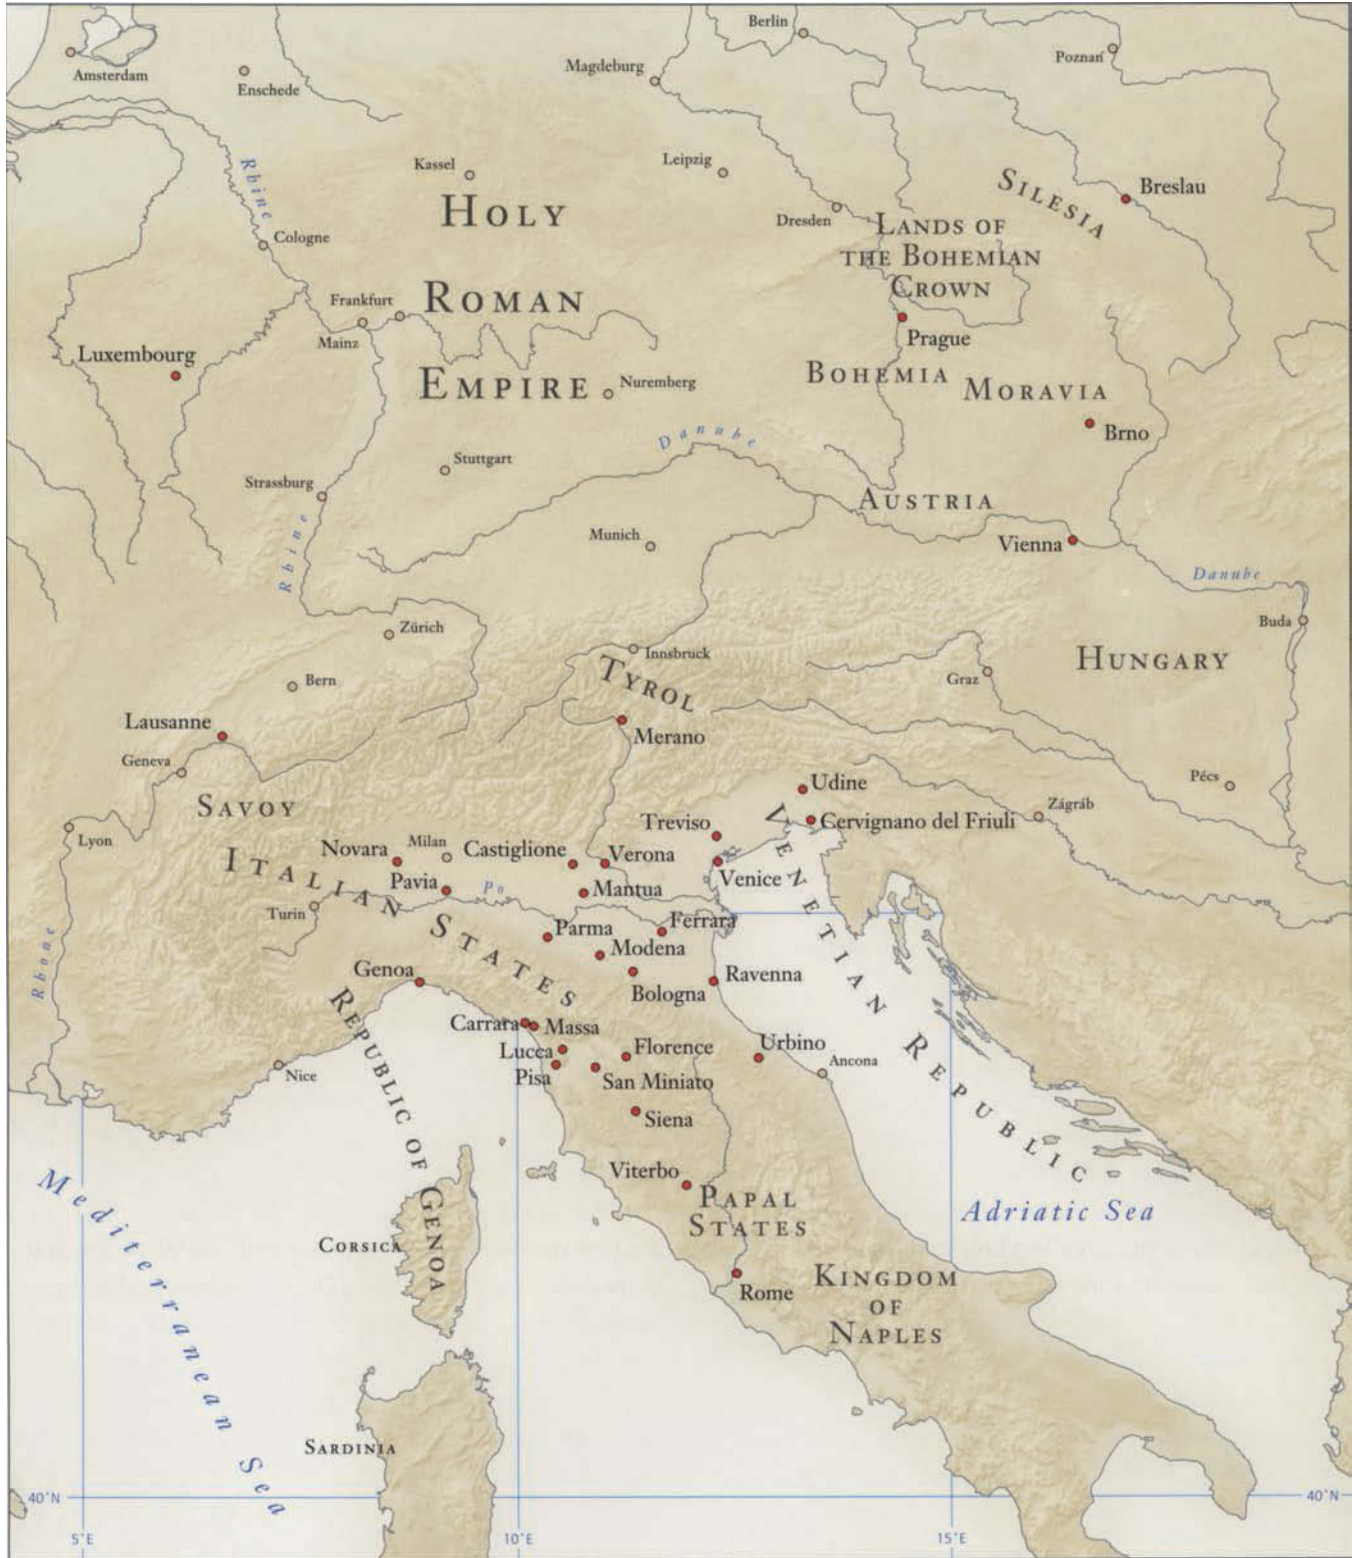 Berlin
Amsterdam
Enschede
Magdeburg
Poznań
Rhine
Kassel
Leipzig
SILESIA
Breslau
HOLY
Dresden
LANDS OF
THE BOHEMIAN
CROWN
Cologne
ROMAN
Frankfurt
Mainz
Prague
Luxembourg
EMPIRE
Nuremberg
BOHEMIA
MORAVIA
Brno
Danube
Stuttgart
Strassburg
AUSTRIA
Rhine
Munich
Vienna
Danube
Buda
Zürich
Innsbruck
HUNGARY
Bern
TYROL
Graz
Lausanne
Merano
Geneva
Udine
Pécs
SAVOY
Zágráb
Treviso
Cervignano del Friuli
Lyon
Novara
Milan
Castiglione
Verona
Venice
ITALIAN STATES
Pavia
Po
Mantua
Turin
Parma
Ferrara
VENETIAN REPUBLIC
Modena
Rhone
Genoa
Bologna
Ravenna
REPUBLIC OF GENOA
Carrara
Massa
Lucca
Florence
Urbino
Ancona
Nice
Pisa
San Miniato
Siena
Viterbo
PAPAL
STATES
Adriatic Sea
Mediterranean Sea
CORSICA
Rome
KINGDOM
OF
NAPLES
SARDINIA
40°N
40°N
5°E
10°E
15°E